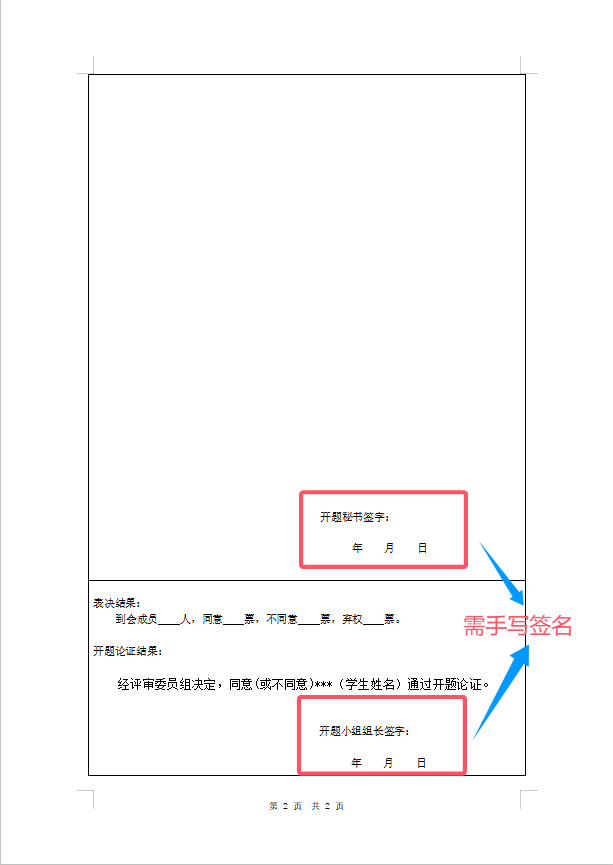 开题秘书签字：
年 月 日
表决结果：
到会成员____人，同意____票，不同意____票，弃权____票。
需手写签名
开题论证结果：
经评审委员组决定，同意(或不同意)***（学生姓名）通过开题论证。
开题小组组长签字：
年 月 日
第 2 页 共 2 页